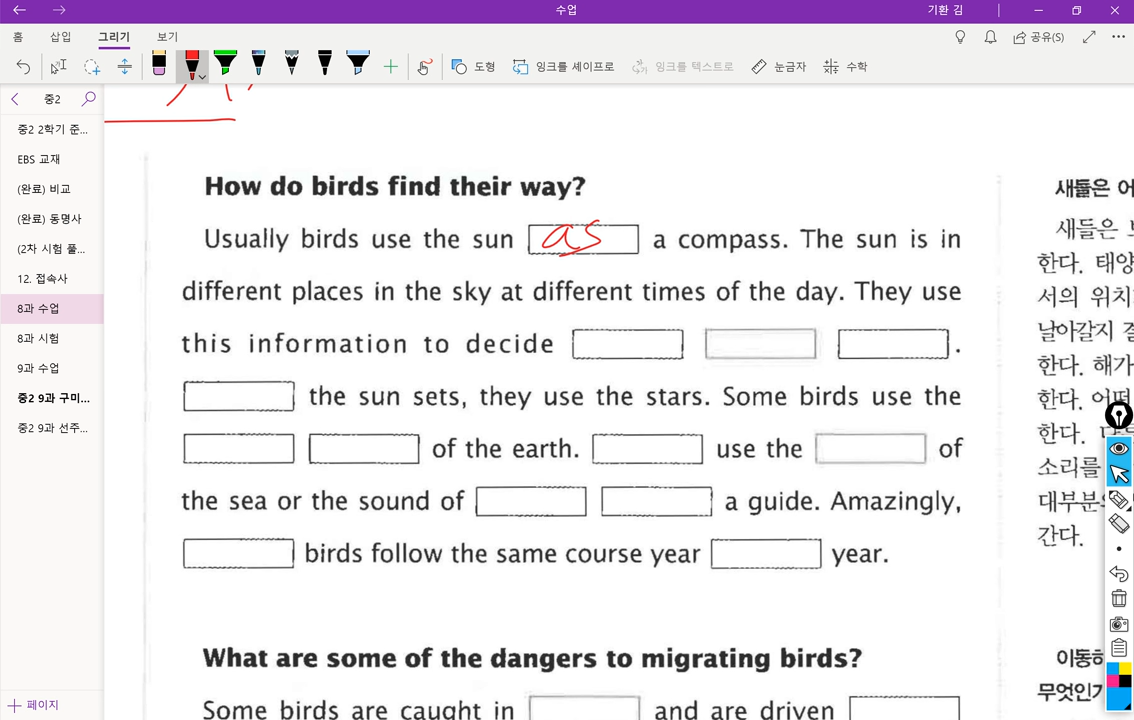 수업
기환 김
홈 삽입 그리기 보기
공유(S)
도형 잉크를 셰이프로 잉크를 텍스트로 눈금자 수학
중2
중2 2학기 준...
EBS 교재
(완료) 비교
(완료) 동명사
(2차 시험 풀...
12. 접속사
8과 수업
8과 시험
9과 수업
중2 9과 구미...
중2 9과 선주...
페이지
How do birds find their way?
Usually birds use the sun as a compass. The sun is in
different places in the sky at different times of the day. They use
this information to decide .
the sun sets, they use the stars. Some birds use the
of the earth. use the of
the sea or the sound of a guide. Amazingly,
birds follow the same course year year.
What are some of the dangers to migrating birds?
Some birds are caught in and are driven
새들은 어
새들은 보
한다. 태양
서의 위치
날아갈지 결
한다. 해가
한다. 어떤
한다.
소리를
대부분
간다.
이동하
무엇인가